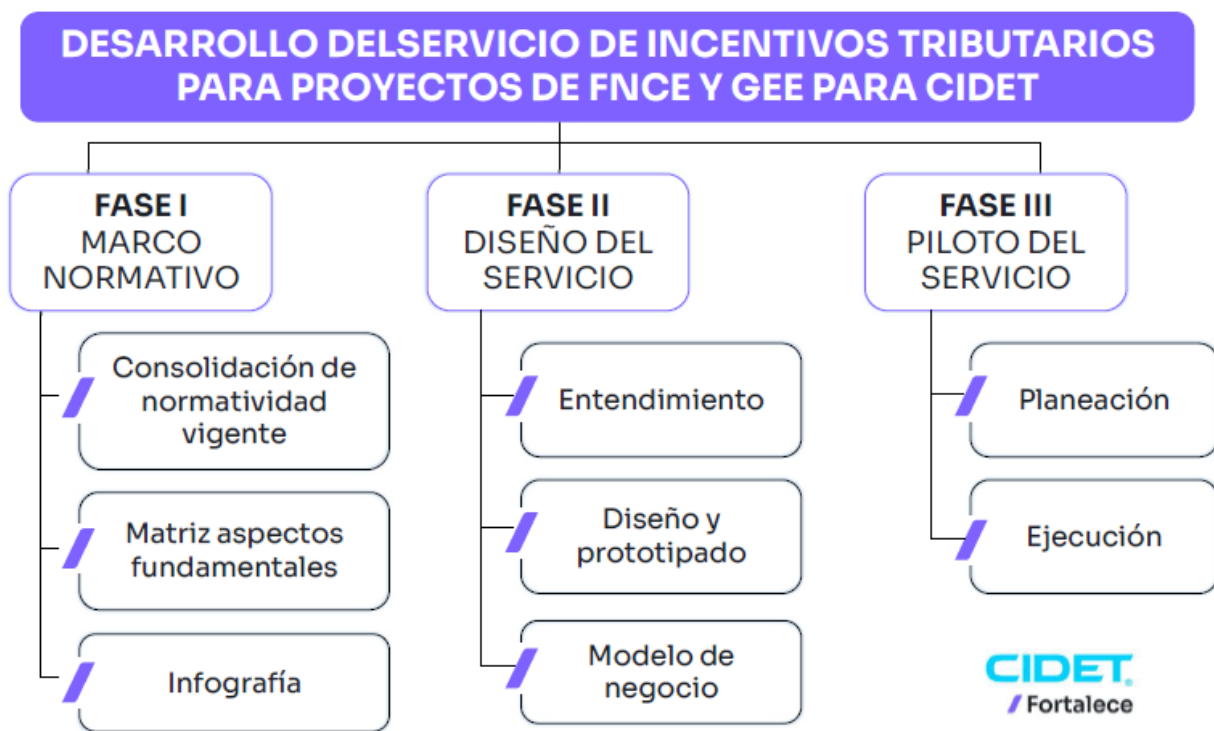 DESARROLLO DELSERVICIO DE INCENTIVOS TRIBUTARIOS
PARA PROYECTOS DE FNCE Y GEE PARA CIDET
FASE I
MARCO
NORMATIVO
Consolidación de
normatividad
vigente
Matriz aspectos
fundamentales
Infografía
FASE II
DISEÑO DEL
SERVICIO
Entendimiento
Diseño y
prototipado
Modelo de
negocio
FASE III
PILOTO DEL
SERVICIO
Planeación
Ejecución
CIDET®
Fortalece